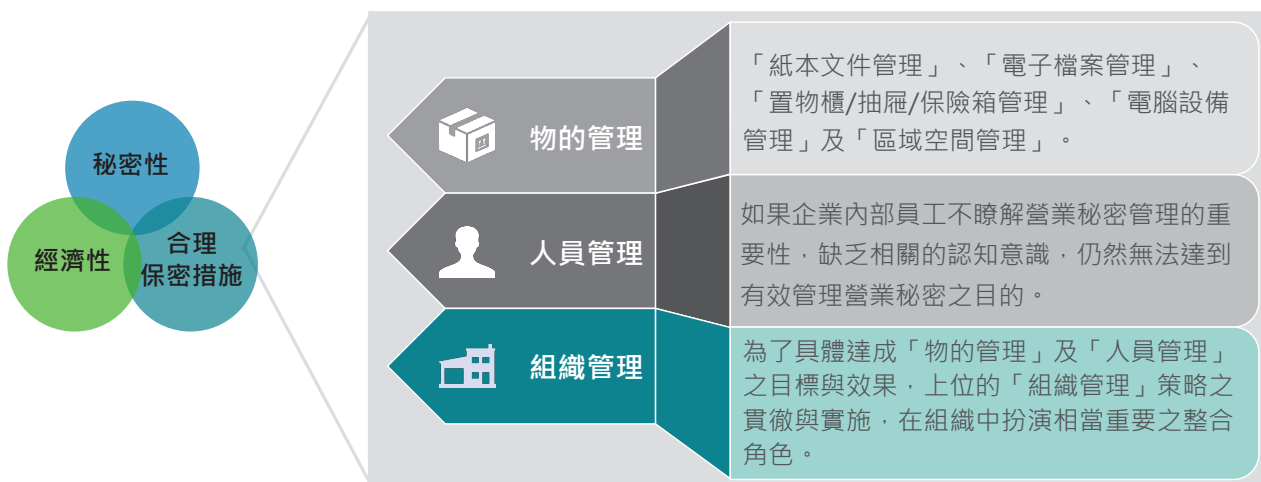 秘密性
經濟性
合理
保密措施
物的管理
「紙本文件管理」、「電子檔案管理」、
「置物櫃/抽屜/保險箱管理」、「電腦設備
管理」及「區域空間管理」。
人員管理
如果企業內部員工不瞭解營業秘密管理的重
要性，缺乏相關的認知意識，仍然無法達到
有效管理營業秘密之目的。
組織管理
為了具體達成「物的管理」及「人員管理」
之目標與效果，上位的「組織管理」策略之
貫徹與實施，在組織中扮演相當重要之整合
角色。